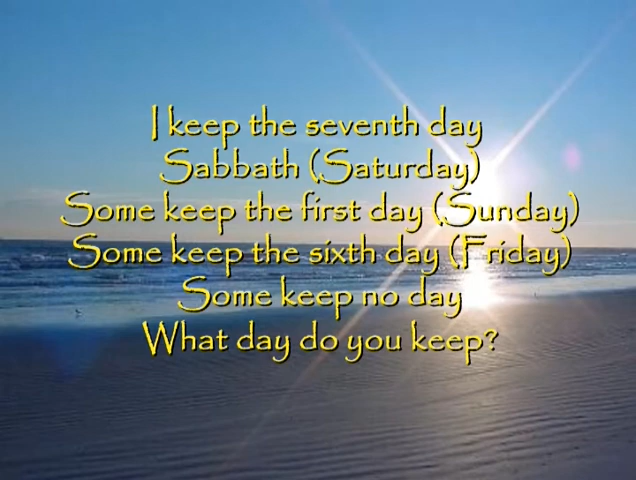 I keep the seventh day
Sabbath (Saturday)
Some keep the first day (Sunday)
Some keep the sixth day (Friday)
Some keep no day
What day do you keep?